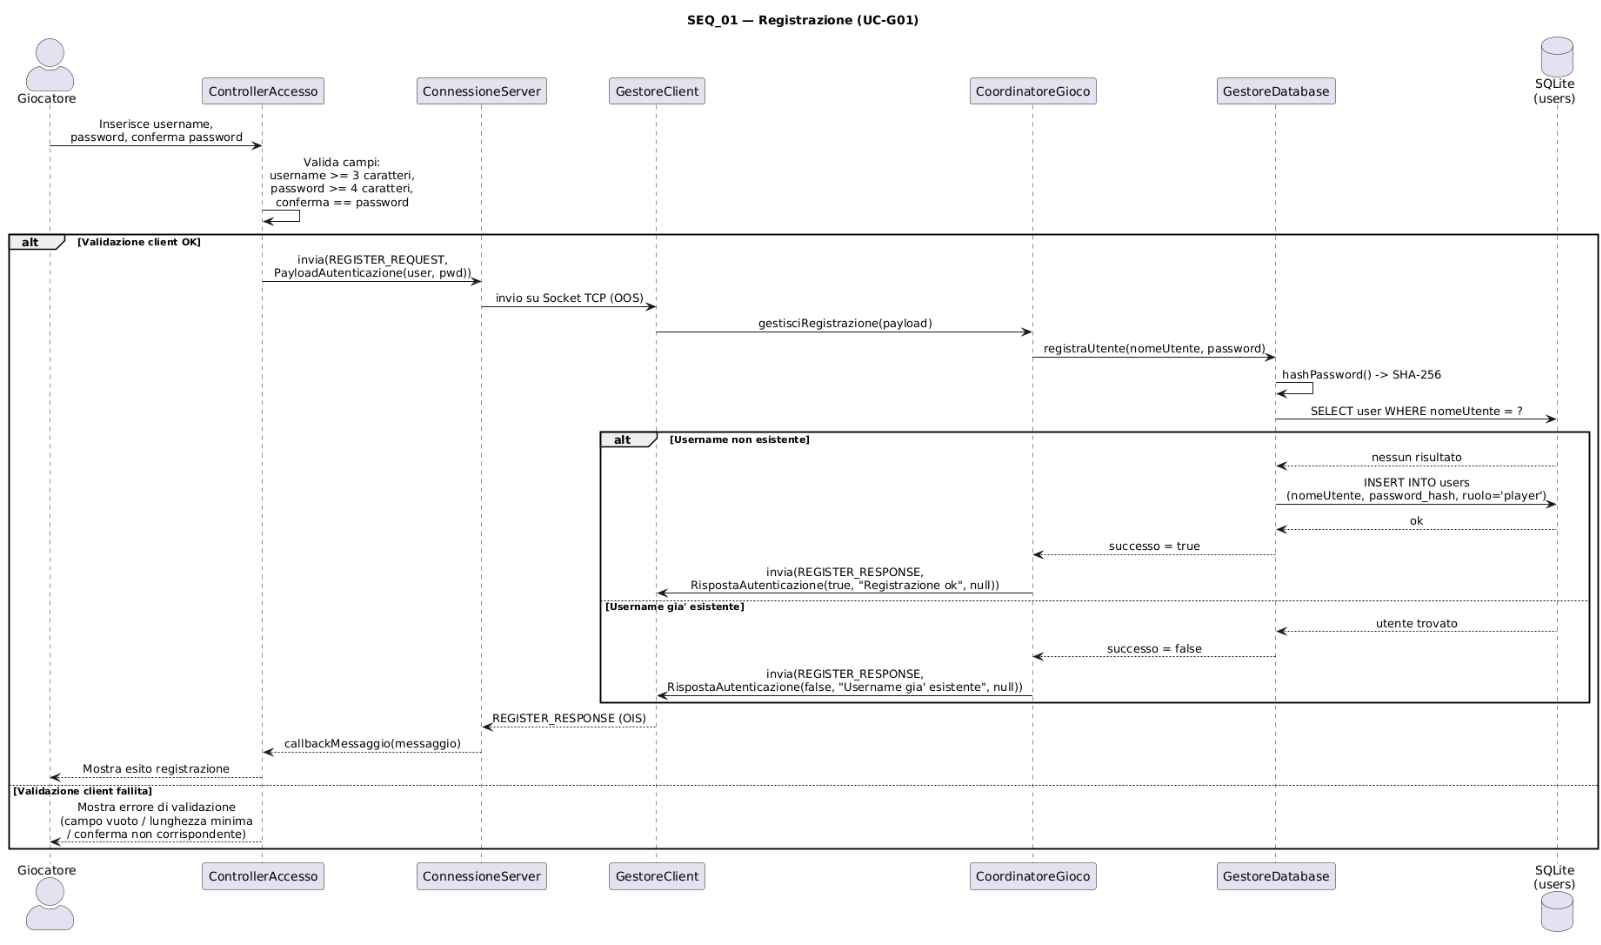 SEQ_01 — Registrazione (UC-G01)
Giocatore
ControllerAccesso
ConnessioneServer
GestoreClient
CoordinatoreGioco
GestoreDatabase
SQLite
(users)
Inserisce username,
password, conferma password
Valida campi:
username >= 3 caratteri,
password >= 4 caratteri,
conferma == password
alt
[Validazione client OK]
invia(REGISTER_REQUEST,
PayloadAutenticazione(user, pwd))
invio su Socket TCP (OOS)
gestisciRegistrazione(payload)
registraUtente(nomeUtente, password)
hashPassword() -> SHA-256
SELECT user WHERE nomeUtente = ?
alt
[Username non esistente]
nessun risultato
INSERT INTO users
(nomeUtente, password_hash, ruolo='player')
ok
successo = true
invia(REGISTER_RESPONSE,
RispostaAutenticazione(true, "Registrazione ok", null))
[Username gia' esistente]
utente trovato
successo = false
invia(REGISTER_RESPONSE,
RispostaAutenticazione(false, "Username gia' esistente", null))
REGISTER_RESPONSE (OIS)
callbackMessaggio(messaggio)
Mostra esito registrazione
[Validazione client fallita]
Mostra errore di validazione
(campo vuoto / lunghezza minima
/ conferma non corrispondente)
Giocatore
ControllerAccesso
ConnessioneServer
GestoreClient
CoordinatoreGioco
GestoreDatabase
SQLite
(users)